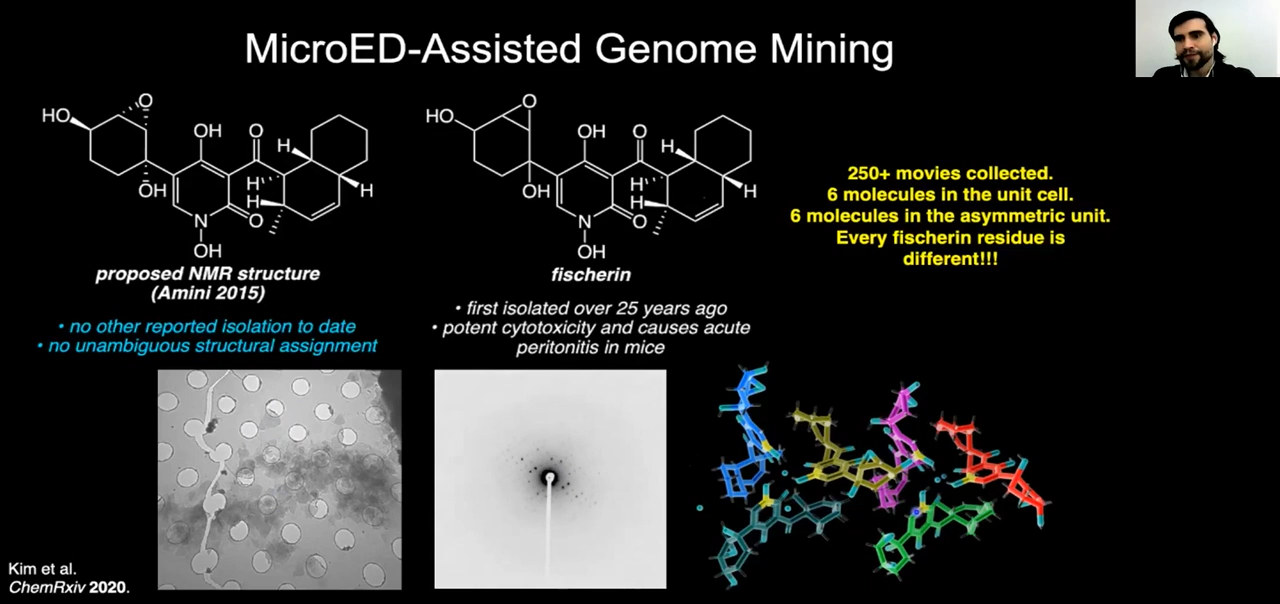 MicroED-Assisted Genome Mining
HO
O
OH
O
H
H
H
H
OH
N
O
OH
proposed NMR structure
(Amini 2015)
• no other reported isolation to date
• no unambiguous structural assignment
HO
O
OH
O
H
H
H
H
OH
N
O
OH
fischerin
• first isolated over 25 years ago
• potent cytotoxicity and causes acute
peritonitis in mice
250+ movies collected.
6 molecules in the unit cell.
6 molecules in the asymmetric unit.
Every fischerin residue is
different!!!
Kim et al.
ChemRxiv 2020.